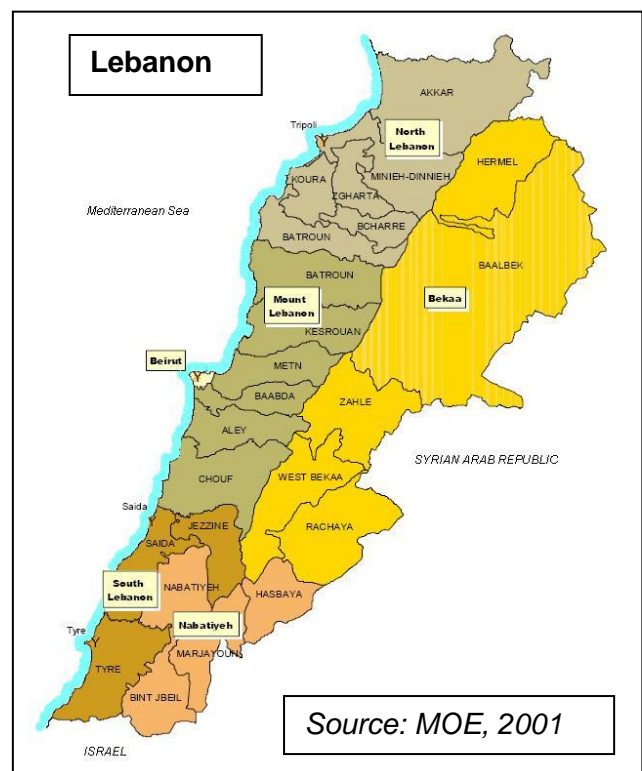 Lebanon
AKKAR
Tripoli
North
Lebanon
HERMEL
KOURA
MINIEH-DINNIEH
ZGHARTA
Mediterranean Sea
BCHARRE
BATROUN
BAALBEK
BATROUN
Mount
Lebanon
Bekaa
KESROUAN
Beirut
METN
BAABDA
ZAHLE
ALEY
SYRIAN ARAB REPUBLIC
CHOUF
WEST BEKAA
Saida
JEZZINE
RACHAYA
SAIDA
South
Lebanon
NABATIYEH
HASBAYA
Nabatiyeh
Tyre
MARJAYOUN
TYRE
BINT JBEIL
Source: MOE, 2001
ISRAEL